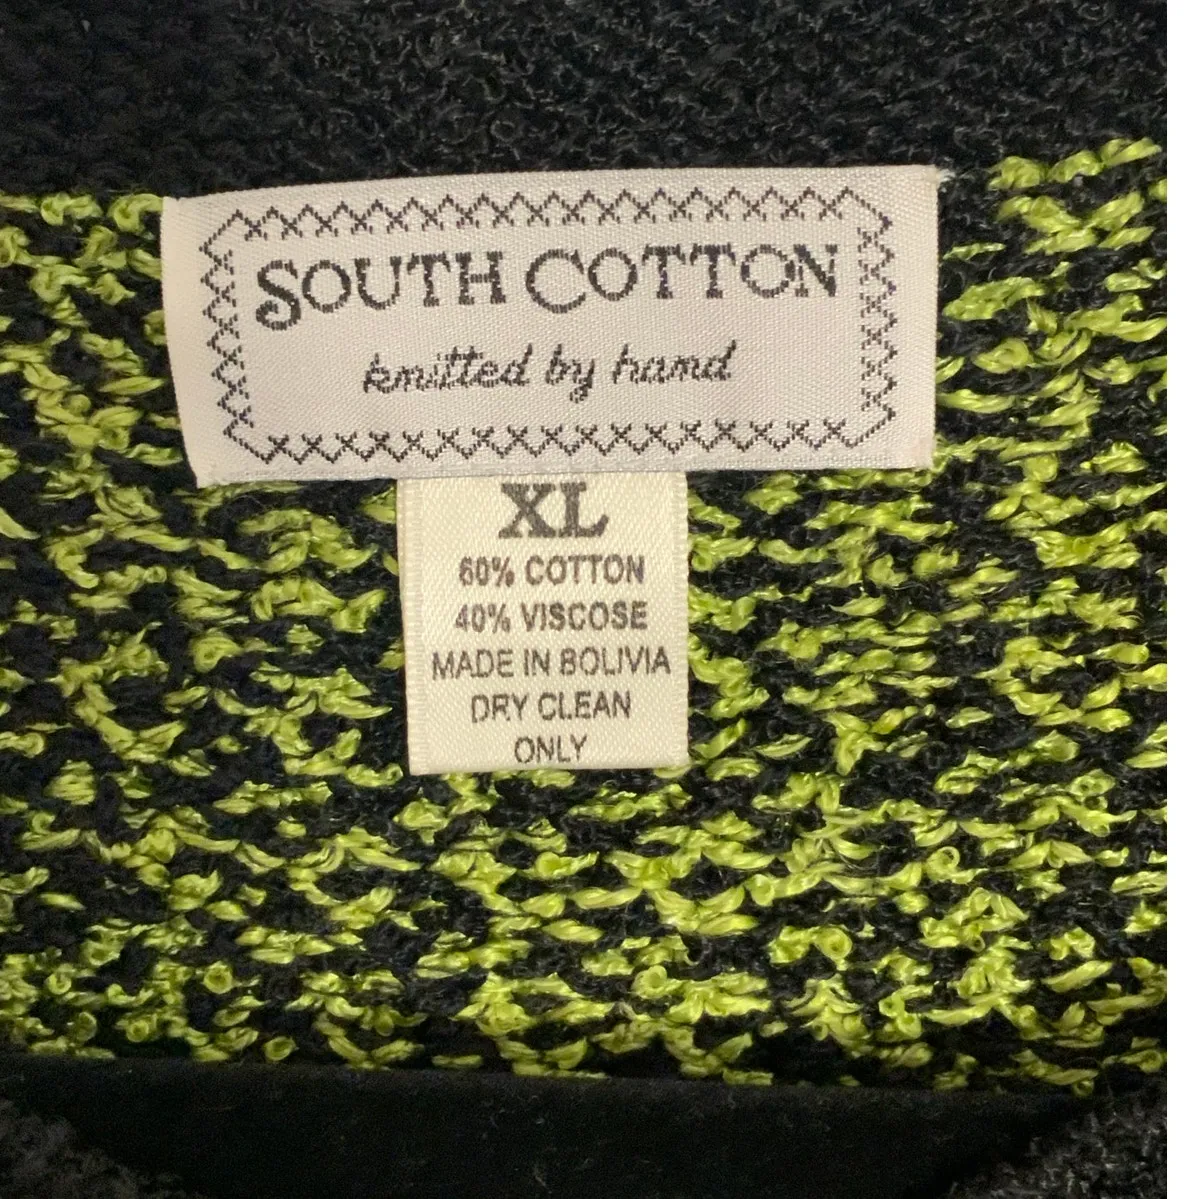 SOUTH COTTON
knitted by hand
XL
60% COTTON
40% VISCOSE
MADE IN BOLIVIA
DRY CLEAN
ONLY